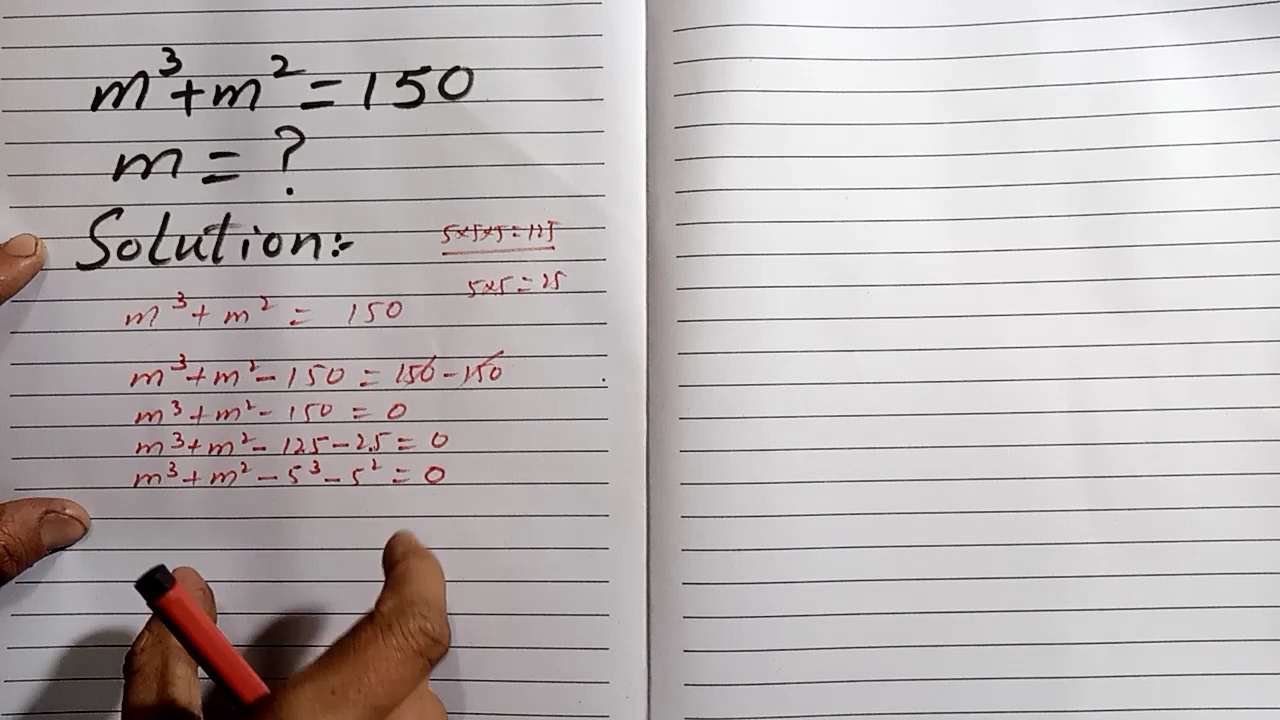 m³+m²=150
m=?
Solution:-
5×5×5=125
5×5=25
m³+m²= 150
m³+m²-150=150-150
m³+m²-150=0
m³+m²-125-25=0
m³+m²-5³-5²=0